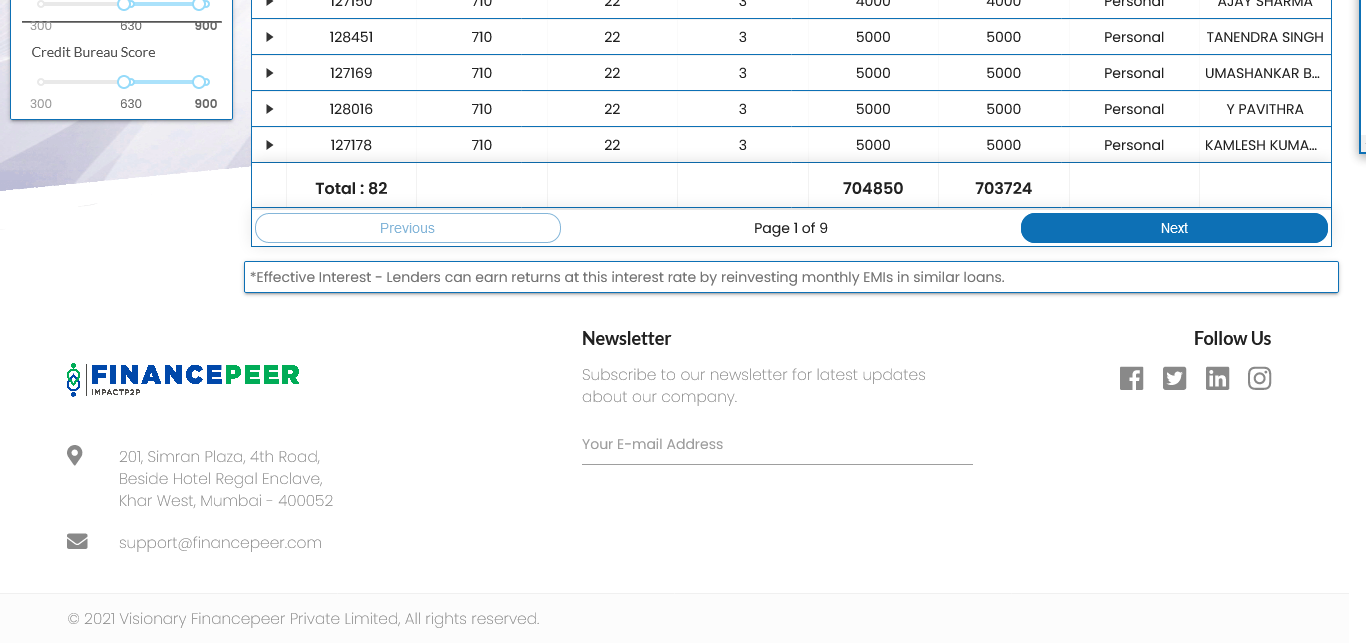 300 630 900
Credit Bureau Score
300 630 900
127150 710 22 3 4000 4000 Personal AJAY SHARMA
128451 710 22 3 5000 5000 Personal TANENDRA SINGH
127169 710 22 3 5000 5000 Personal UMASHANKAR B...
128016 710 22 3 5000 5000 Personal Y PAVITHRA
127178 710 22 3 5000 5000 Personal KAMLESH KUMA...
Total : 82 704850 703724
Previous Page 1 of 9 Next
*Effective Interest - Lenders can earn returns at this interest rate by reinvesting monthly EMIs in similar loans.
FINANCEPEER
IMPACTP2P
201, Simran Plaza, 4th Road,
Beside Hotel Regal Enclave,
Khar West, Mumbai - 400052
support@financepeer.com
Newsletter
Subscribe to our newsletter for latest updates
about our company.
Your E-mail Address
Follow Us
© 2021 Visionary Financepeer Private Limited, All rights reserved.